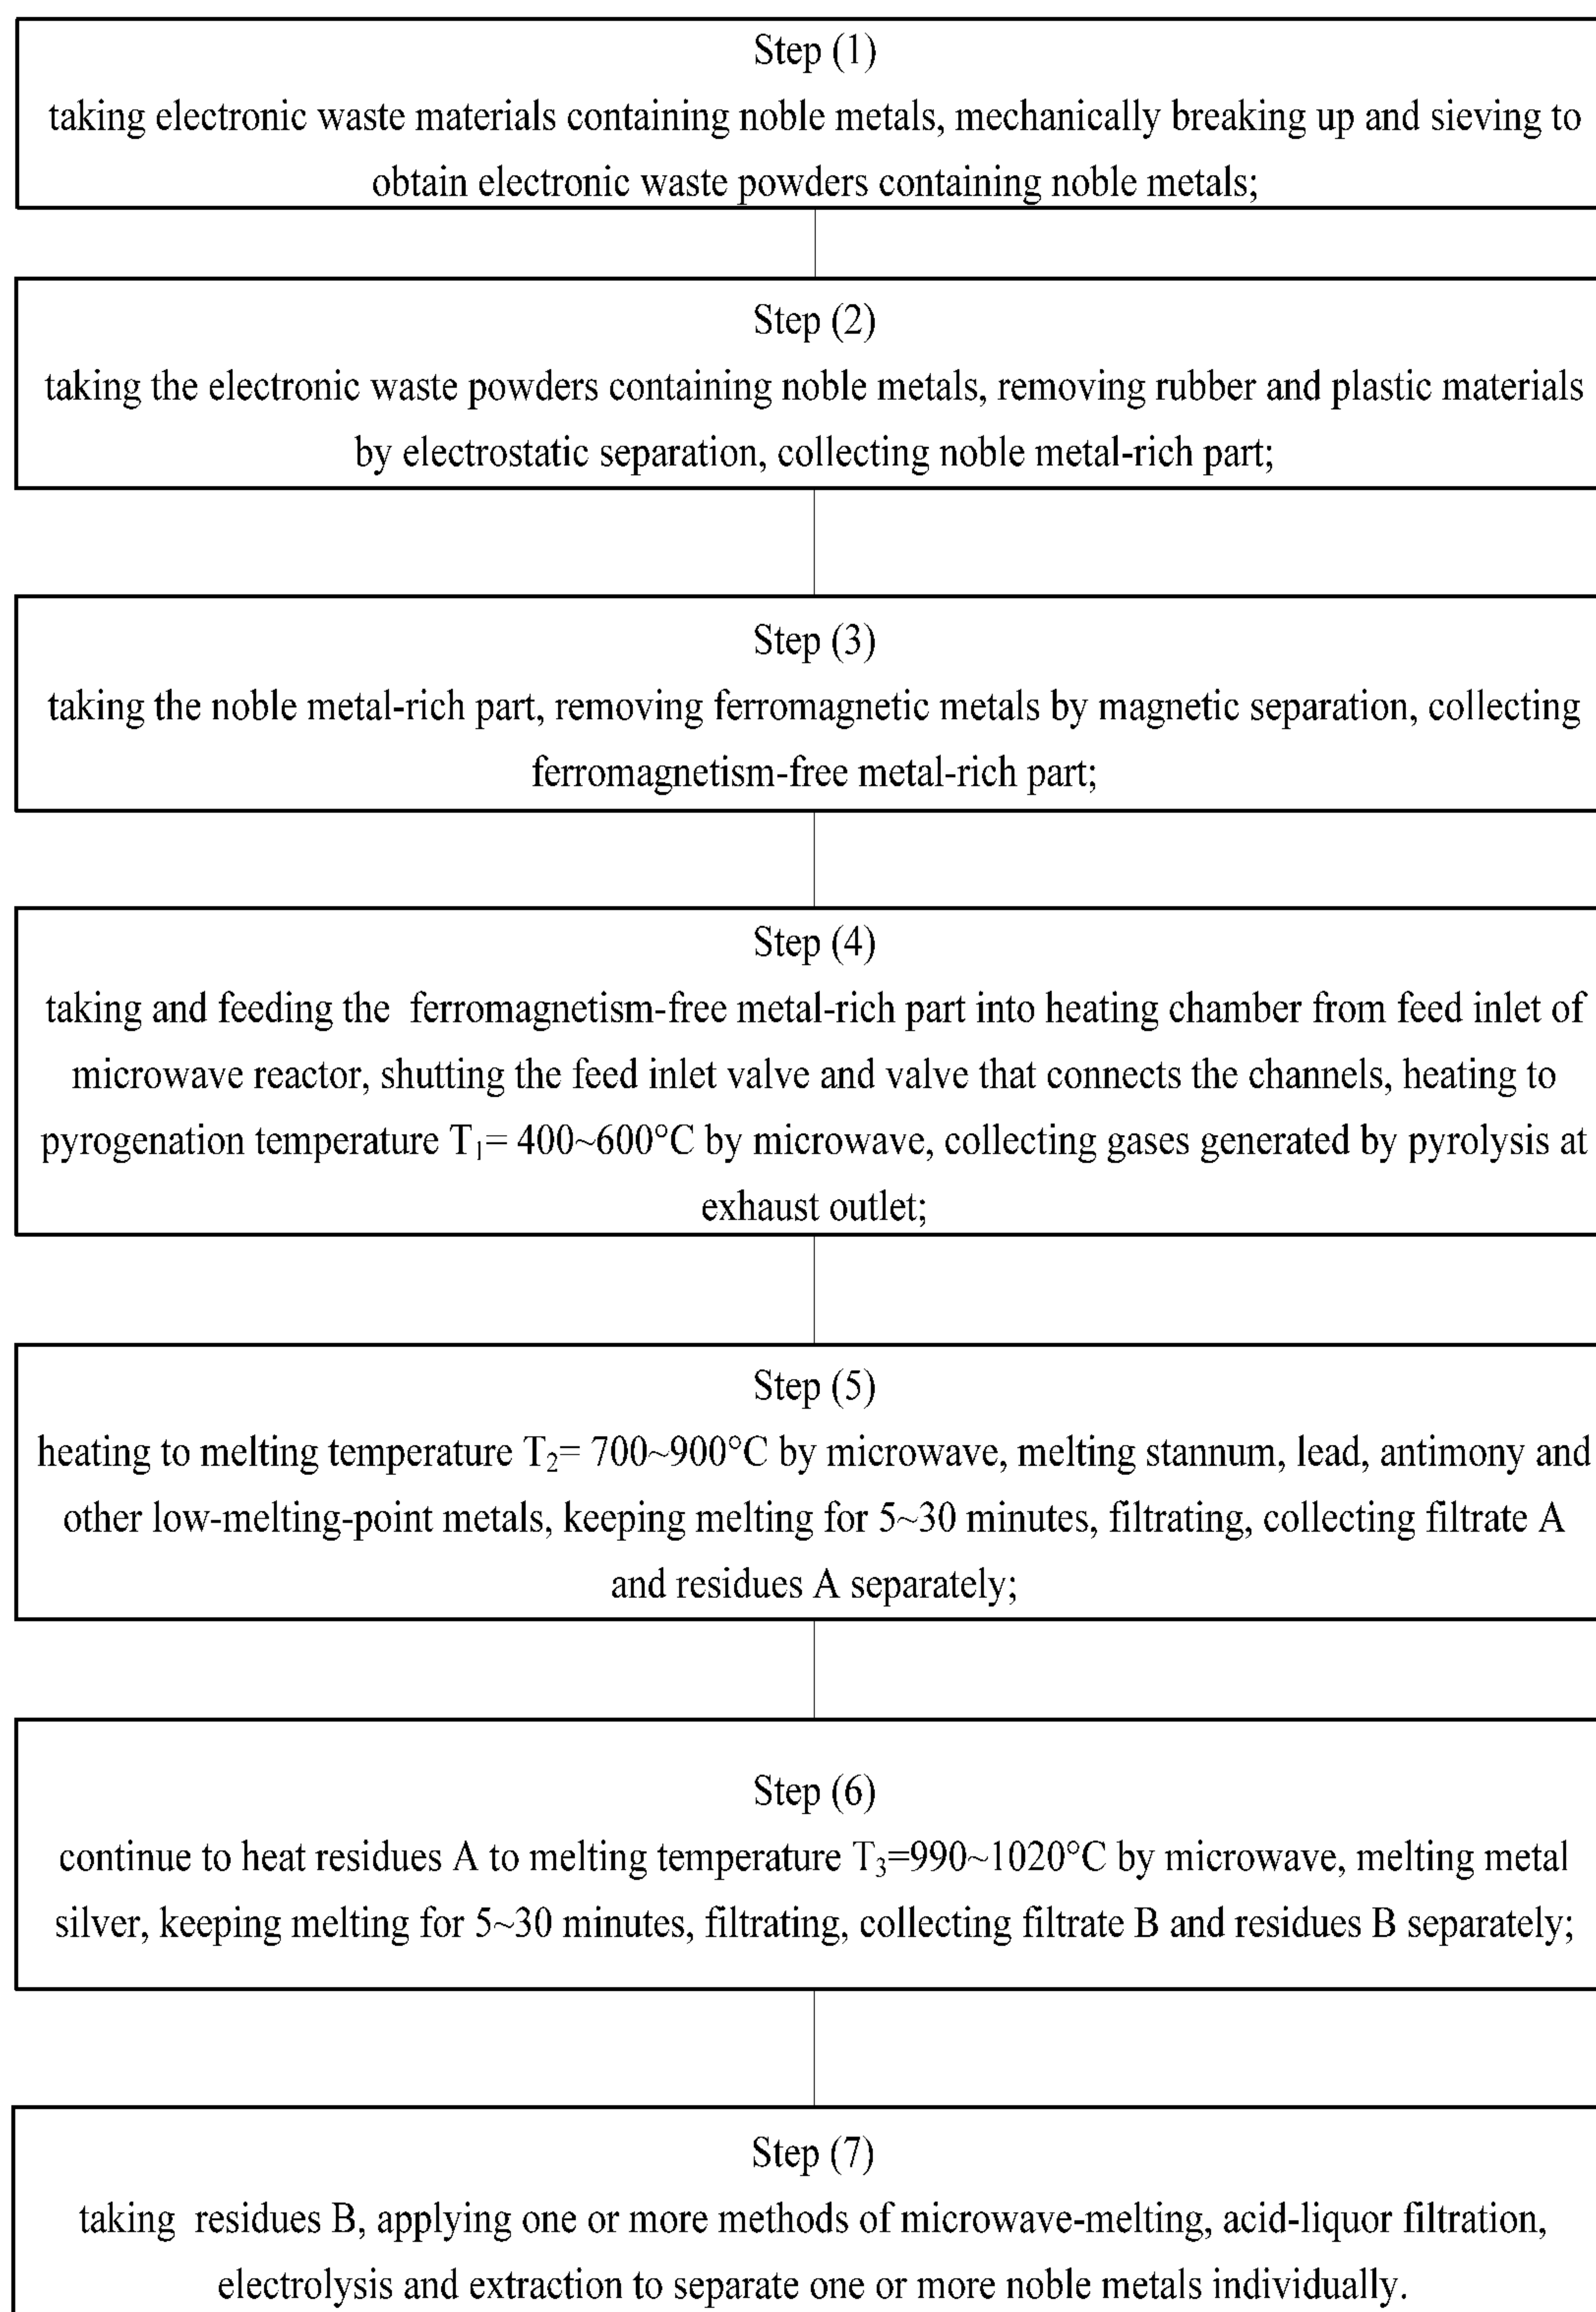 Step (1)
taking electronic waste materials containing noble metals, mechanically breaking up and sieving to
obtain electronic waste powders containing noble metals;
Step (2)
taking the electronic waste powders containing noble metals, removing rubber and plastic materials
by electrostatic separation, collecting noble metal-rich part;
Step (3)
taking the noble metal-rich part, removing ferromagnetic metals by magnetic separation, collecting
ferromagnetism-free metal-rich part;
Step (4)
taking and feeding the ferromagnetism-free metal-rich part into heating chamber from feed inlet of
microwave reactor, shutting the feed inlet valve and valve that connects the channels, heating to
pyrogenation temperature T₁= 400~600°C by microwave, collecting gases generated by pyrolysis at
exhaust outlet;
Step (5)
heating to melting temperature T₂= 700~900°C by microwave, melting stannum, lead, antimony and
other low-melting-point metals, keeping melting for 5~30 minutes, filtrating, collecting filtrate A
and residues A separately;
Step (6)
continue to heat residues A to melting temperature T₃=990~1020°C by microwave, melting metal
silver, keeping melting for 5~30 minutes, filtrating, collecting filtrate B and residues B separately;
Step (7)
taking residues B, applying one or more methods of microwave-melting, acid-liquor filtration,
electrolysis and extraction to separate one or more noble metals individually.